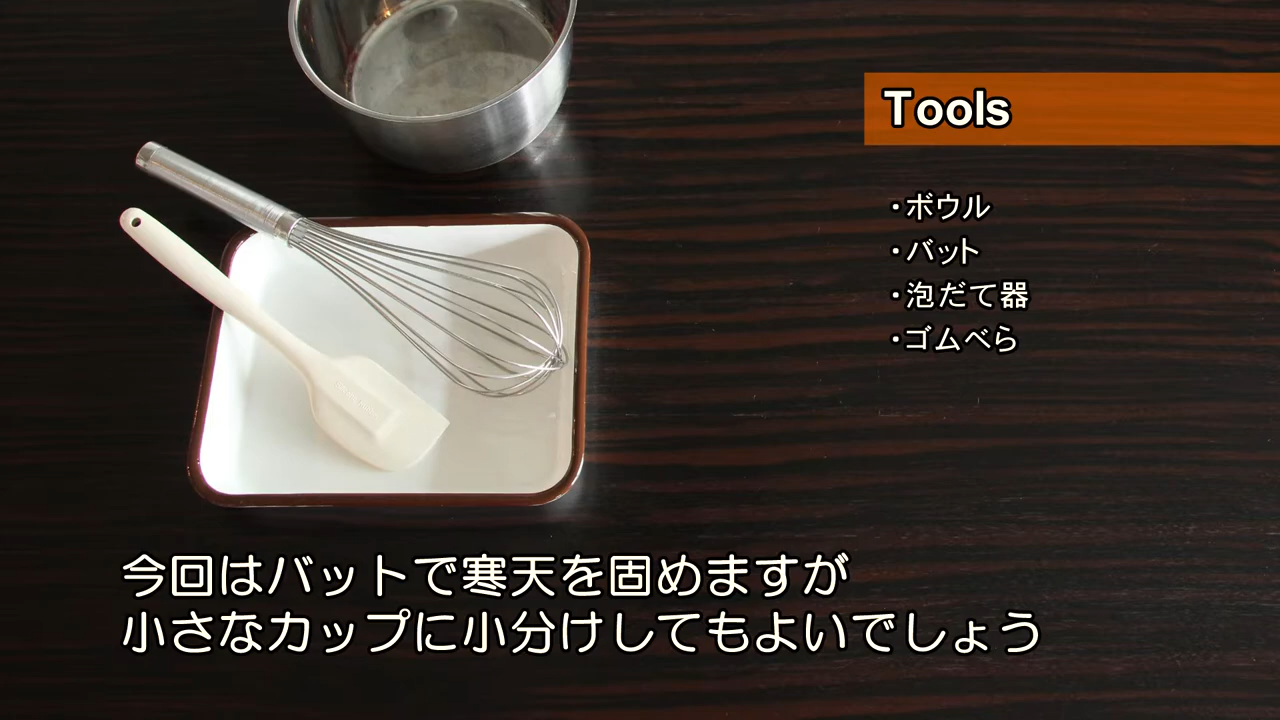 Tools
・ボウル
・バット
・泡だて器
・ゴムべら
今回はバットで寒天を固めますが
小さなカップに小分けしてもよいでしょう